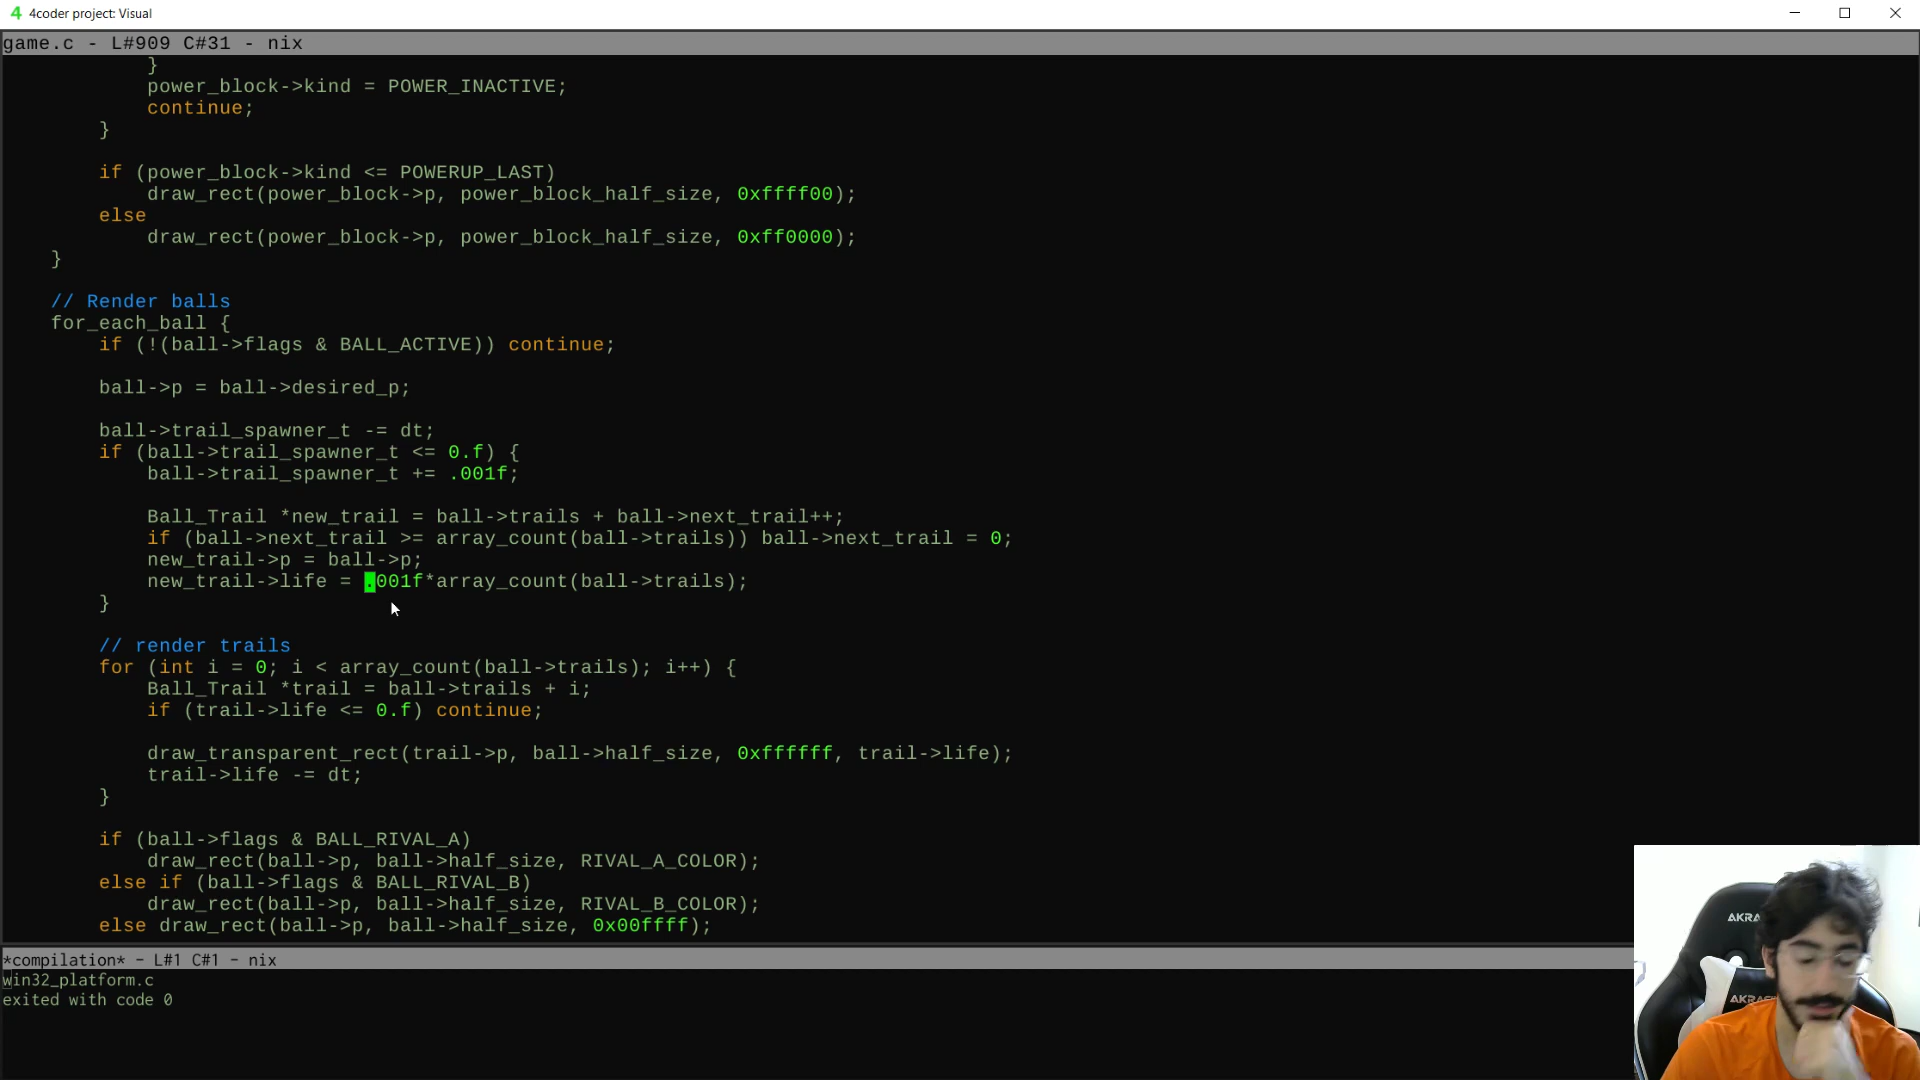 4coder project: Visual
game.c - L#909 C#31 - nix
}
power_block->kind = POWER_INACTIVE;
continue;
}
if (power_block->kind <= POWERUP_LAST)
draw_rect(power_block->p, power_block_half_size, 0xffff00);
else
draw_rect(power_block->p, power_block_half_size, 0xff0000);
}
// Render balls
for_each_ball {
if (!(ball->flags & BALL_ACTIVE)) continue;
ball->p = ball->desired_p;
ball->trail_spawner_t -= dt;
if (ball->trail_spawner_t <= 0.f) {
ball->trail_spawner_t += .001f;
Ball_Trail *new_trail = ball->trails + ball->next_trail++;
if (ball->next_trail >= array_count(ball->trails)) ball->next_trail = 0;
new_trail->p = ball->p;
new_trail->life = .001f*array_count(ball->trails);
}
// render trails
for (int i = 0; i < array_count(ball->trails); i++) {
Ball_Trail *trail = ball->trails + i;
if (trail->life <= 0.f) continue;
draw_transparent_rect(trail->p, ball->half_size, 0xffffff, trail->life);
trail->life -= dt;
}
if (ball->flags & BALL_RIVAL_A)
draw_rect(ball->p, ball->half_size, RIVAL_A_COLOR);
else if (ball->flags & BALL_RIVAL_B)
draw_rect(ball->p, ball->half_size, RIVAL_B_COLOR);
else draw_rect(ball->p, ball->half_size, 0x00ffff);
*compilation* - L#1 C#1 - nix
win32_platform.c
exited with code 0